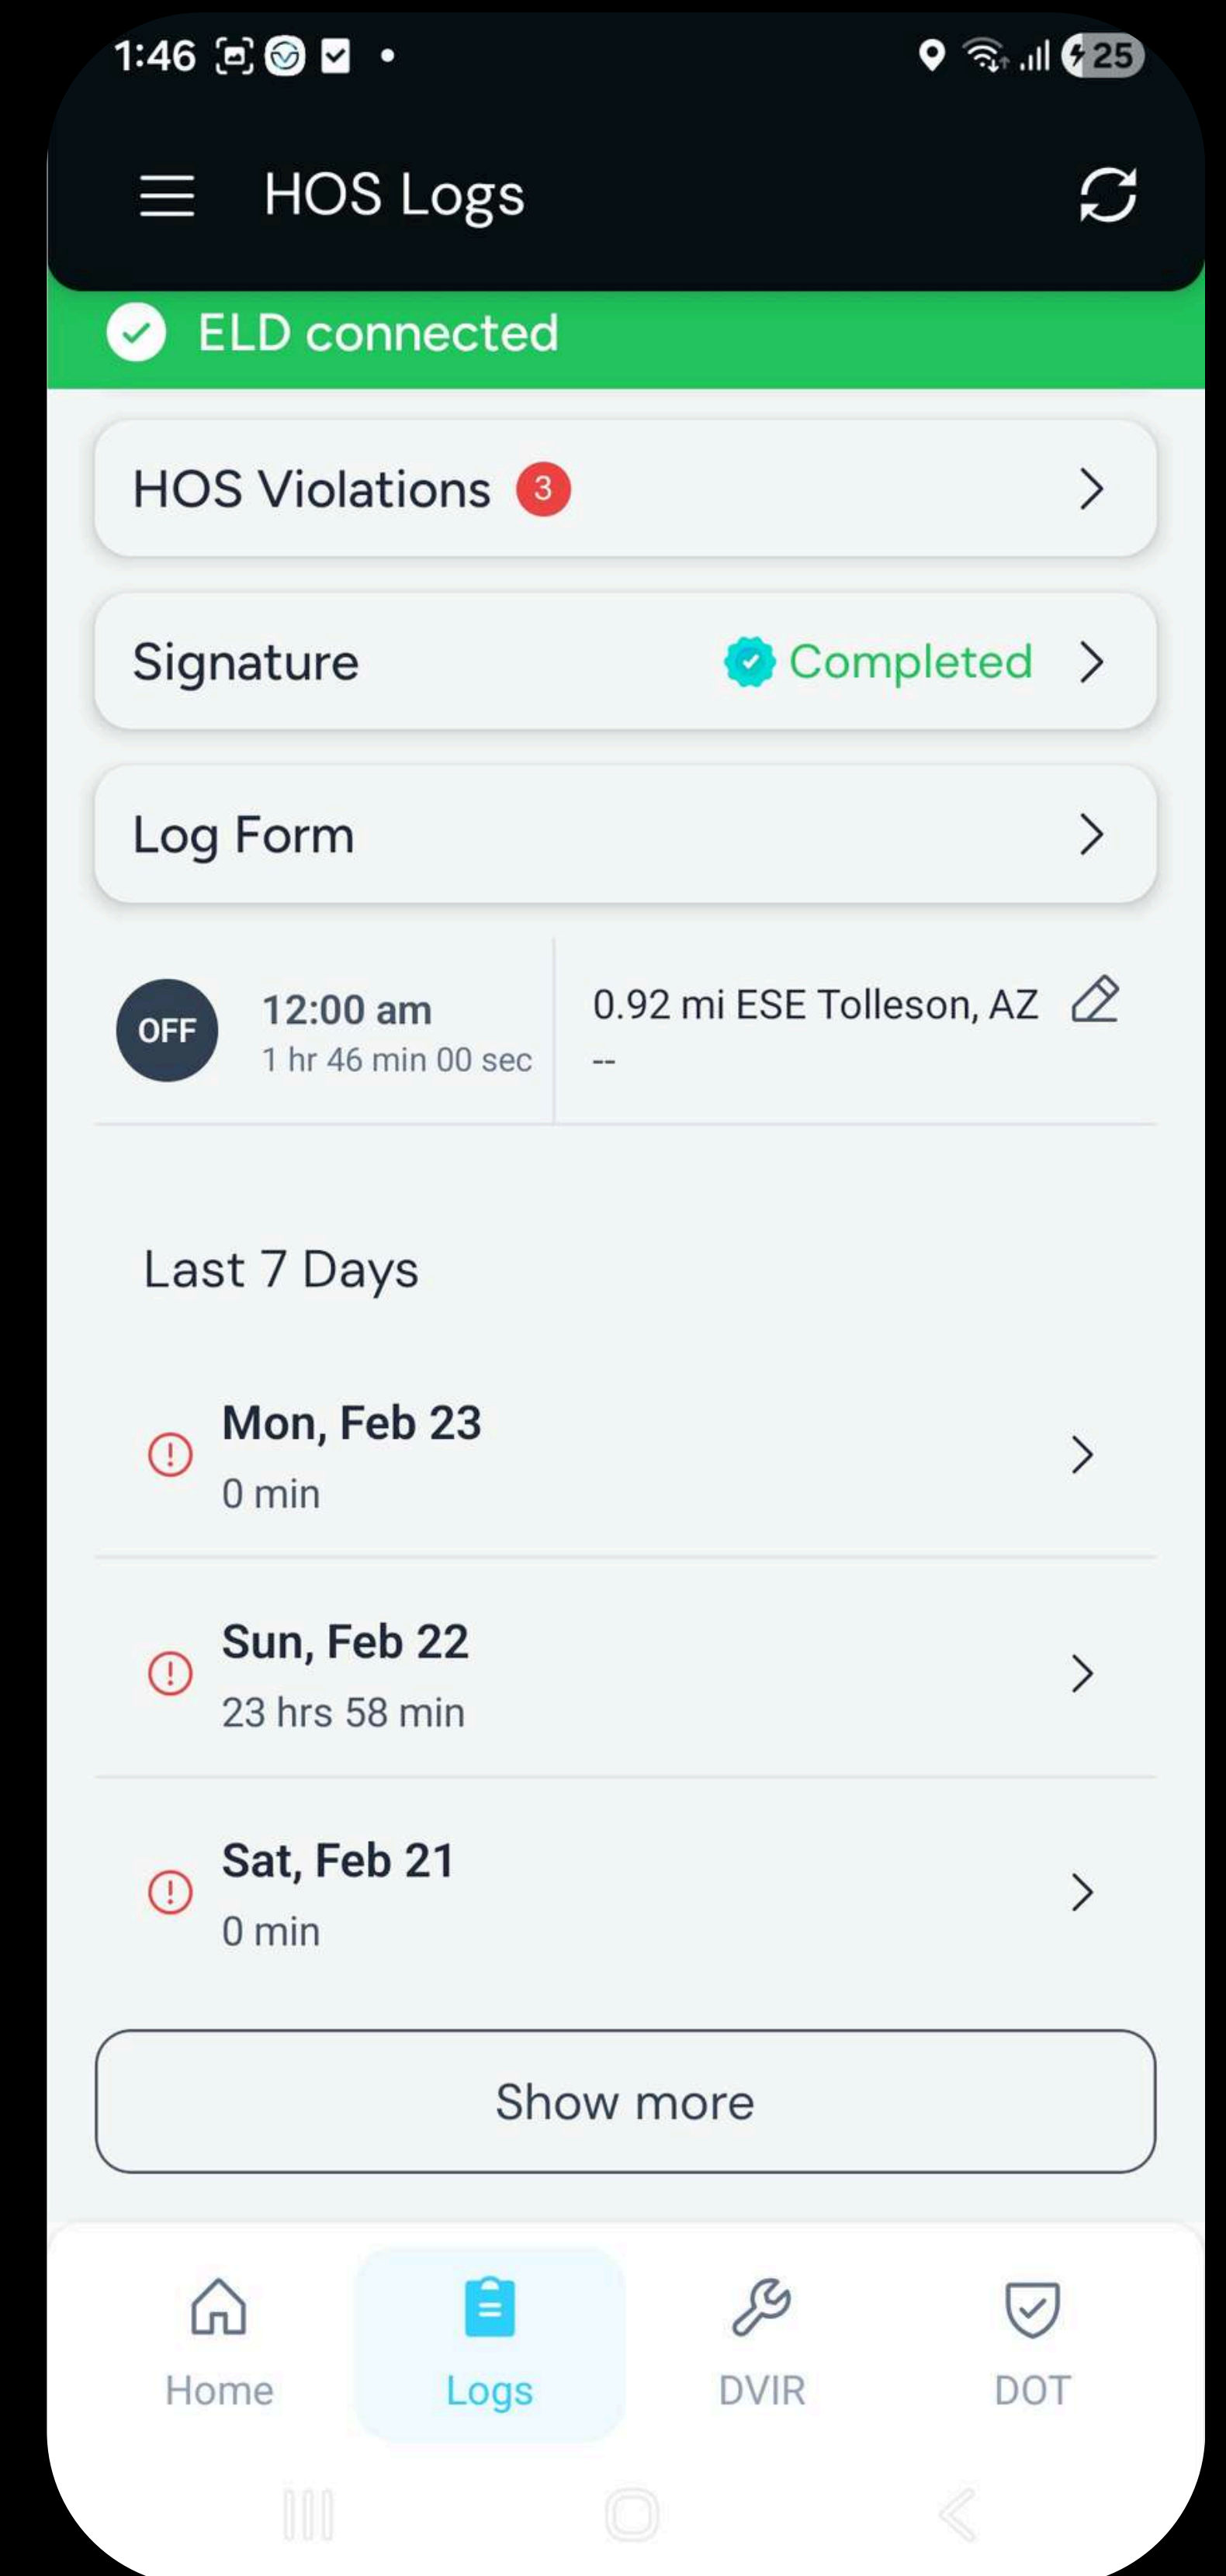 1:46
25
HOS Logs
ELD connected
HOS Violations 3
Signature Completed
Log Form
OFF
12:00 am
1 hr 46 min 00 sec
0.92 mi ESE Tolleson, AZ
--
Last 7 Days
Mon, Feb 23
0 min
Sun, Feb 22
23 hrs 58 min
Sat, Feb 21
0 min
Show more
Home
Logs
DVIR
DOT